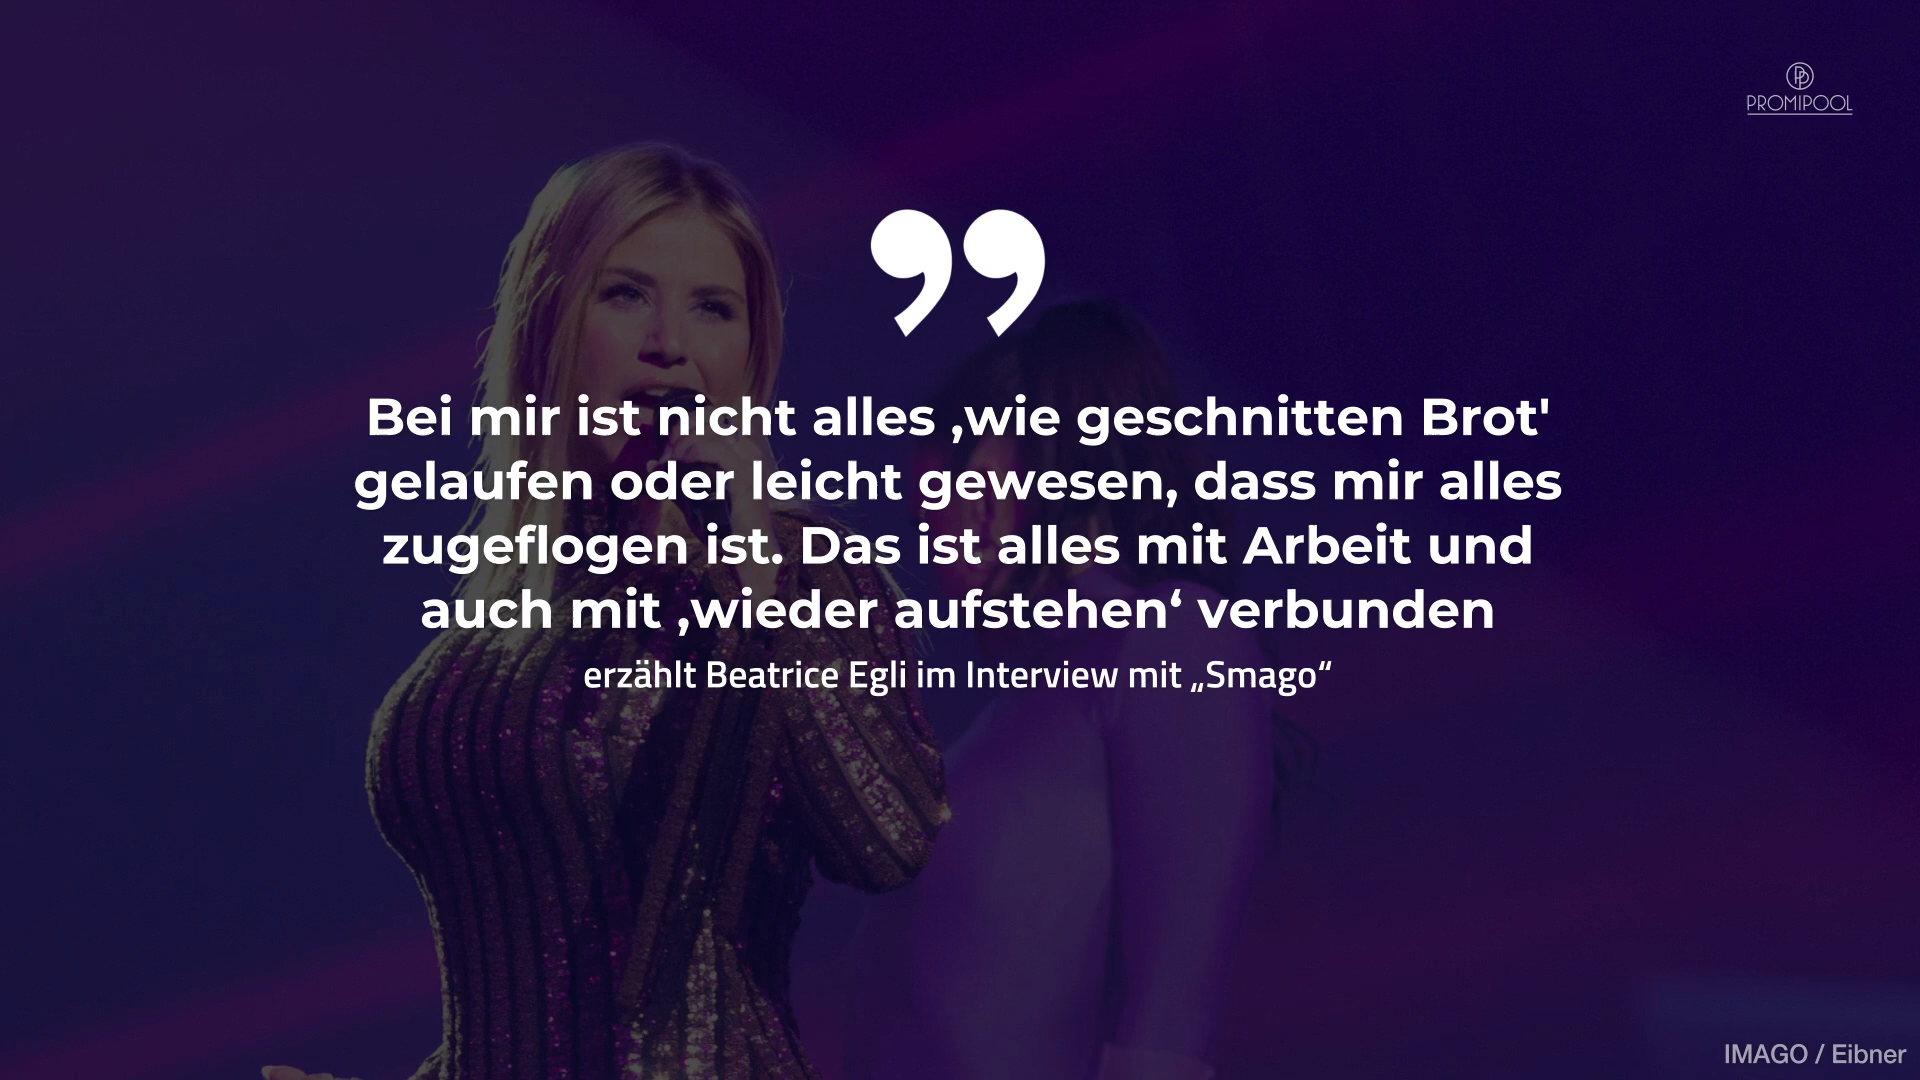 PROMIPOOL
”
Bei mir ist nicht alles ‚wie geschnitten Brot'
gelaufen oder leicht gewesen, dass mir alles
zugeflogen ist. Das ist alles mit Arbeit und
auch mit ‚wieder aufstehen‘ verbunden
erzählt Beatrice Egli im Interview mit „Smago“
IMAGO / Eibner